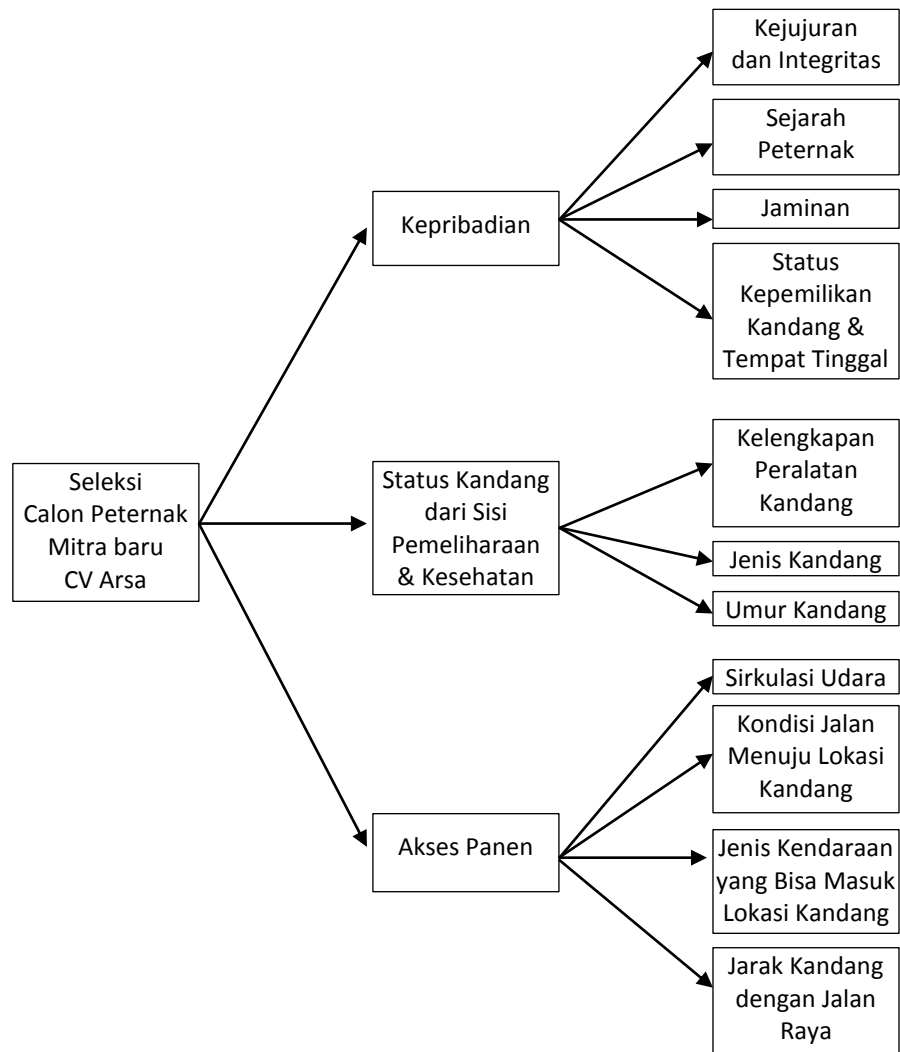 Seleksi
Calon Peternak
Mitra baru
CV Arsa
Kepribadian
Kejujuran
dan Integritas
Sejarah
Peternak
Jaminan
Status
Kepemilikan
Kandang &
Tempat Tinggal
Status Kandang
dari Sisi
Pemeliharaan
& Kesehatan
Kelengkapan
Peralatan
Kandang
Jenis Kandang
Umur Kandang
Akses Panen
Sirkulasi Udara
Kondisi Jalan
Menuju Lokasi
Kandang
Jenis Kendaraan
yang Bisa Masuk
Lokasi Kandang
Jarak Kandang
dengan Jalan
Raya